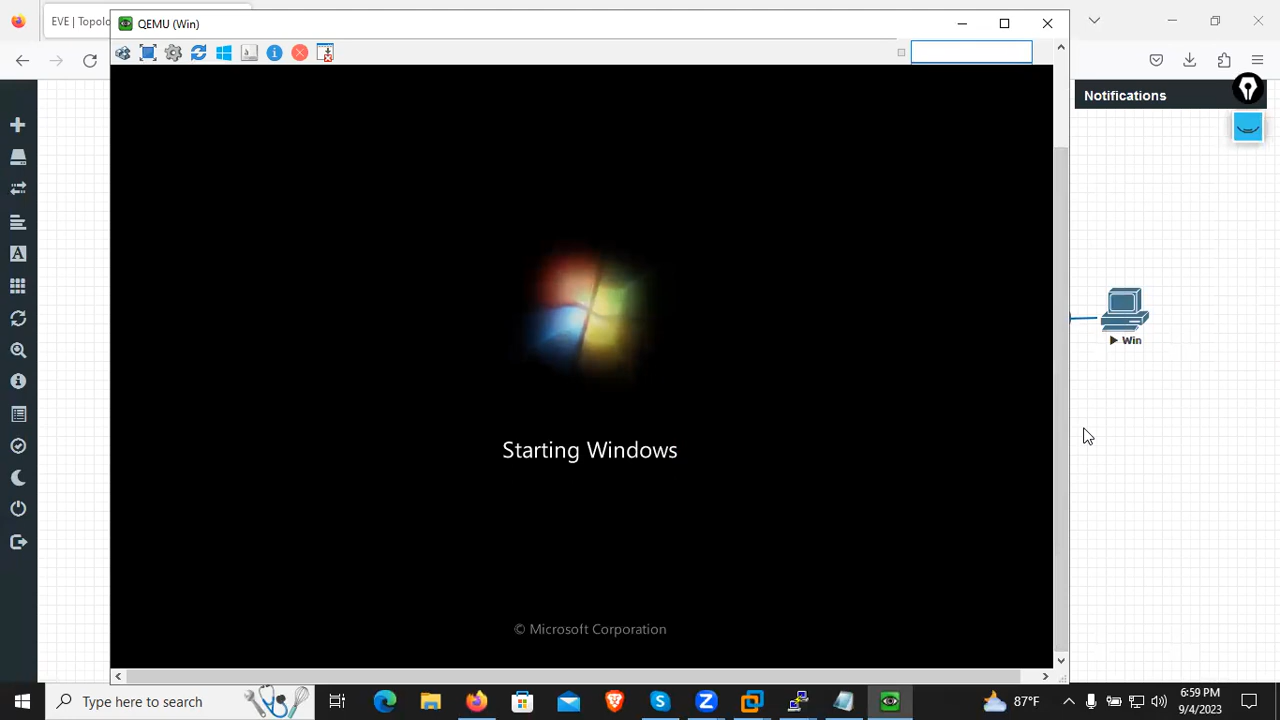 EVE | Topolo
QEMU (Win)
Notifications
Win
Starting Windows
© Microsoft Corporation
Type here to search
87°F
6:59 PM
9/4/2023